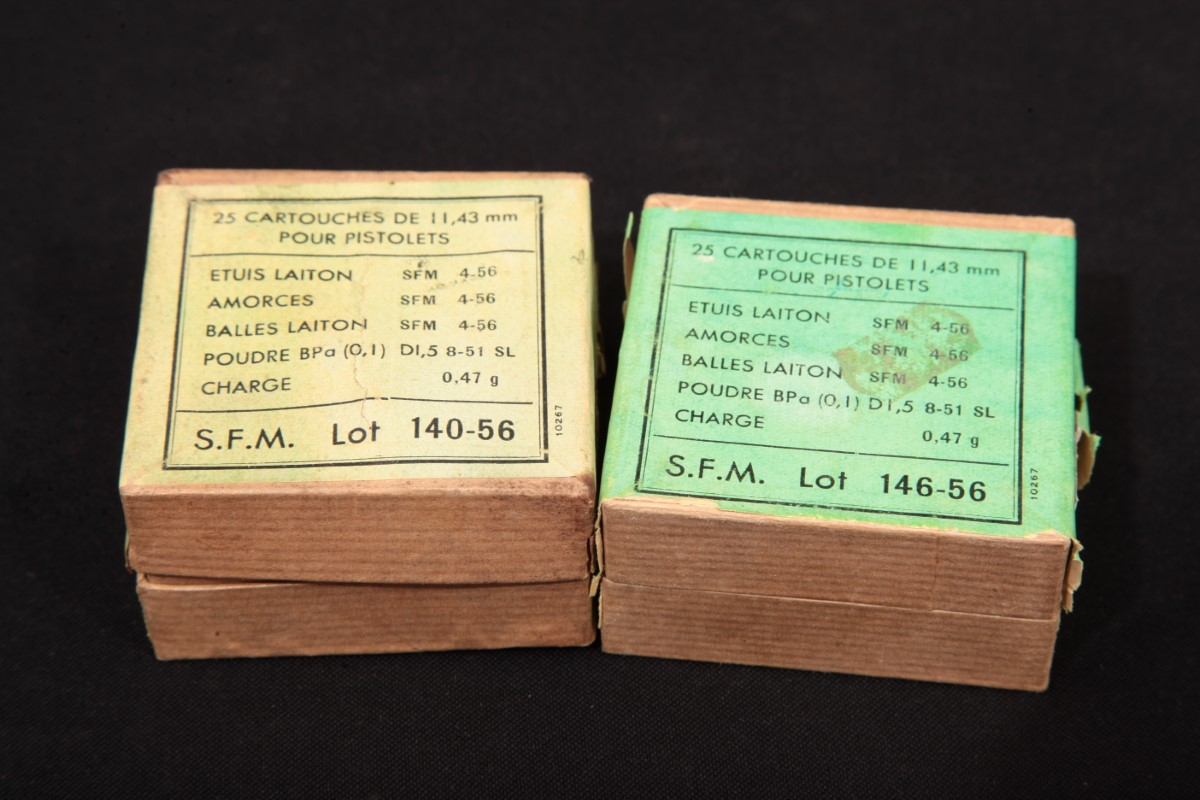 25 CARTOUCHES DE 11,43 mm
POUR PISTOLETS
ETUIS LAITON SFM 4-56
AMORCES SFM 4-56
BALLES LAITON SFM 4-56
POUDRE BPa (0,1) D1,5 8-51 SL
CHARGE 0,47 g
S.F.M. Lot 140-56
10267
25 CARTOUCHES DE 11,43 mm
POUR PISTOLETS
ETUIS LAITON SFM 4-56
AMORCES SFM 4-56
BALLES LAITON SFM 4-56
POUDRE BPa (0,1) D1,5 8-51 SL
CHARGE 0,47 g
S.F.M. Lot 146-56
10267